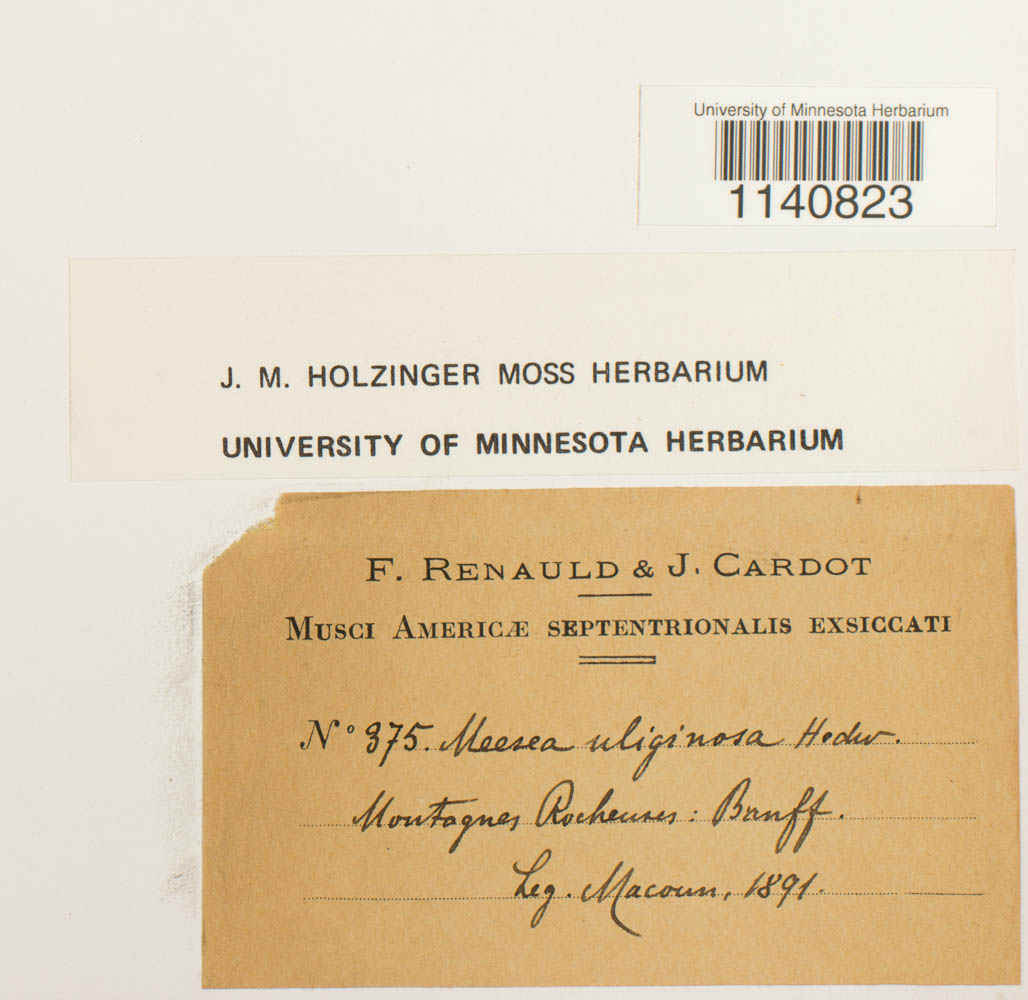 University of Minnesota Herbarium
1140823
J. M. HOLZINGER MOSS HERBARIUM
UNIVERSITY OF MINNESOTA HERBARIUM
F. RENAULD & J. CARDOT
MUSCI AMERICÆ SEPTENTRIONALIS EXSICCATI
N° 375. Meesea uliginosa Hedw.
Montagnes Rocheuses : Banff.
Leg. Macoun, 1891.